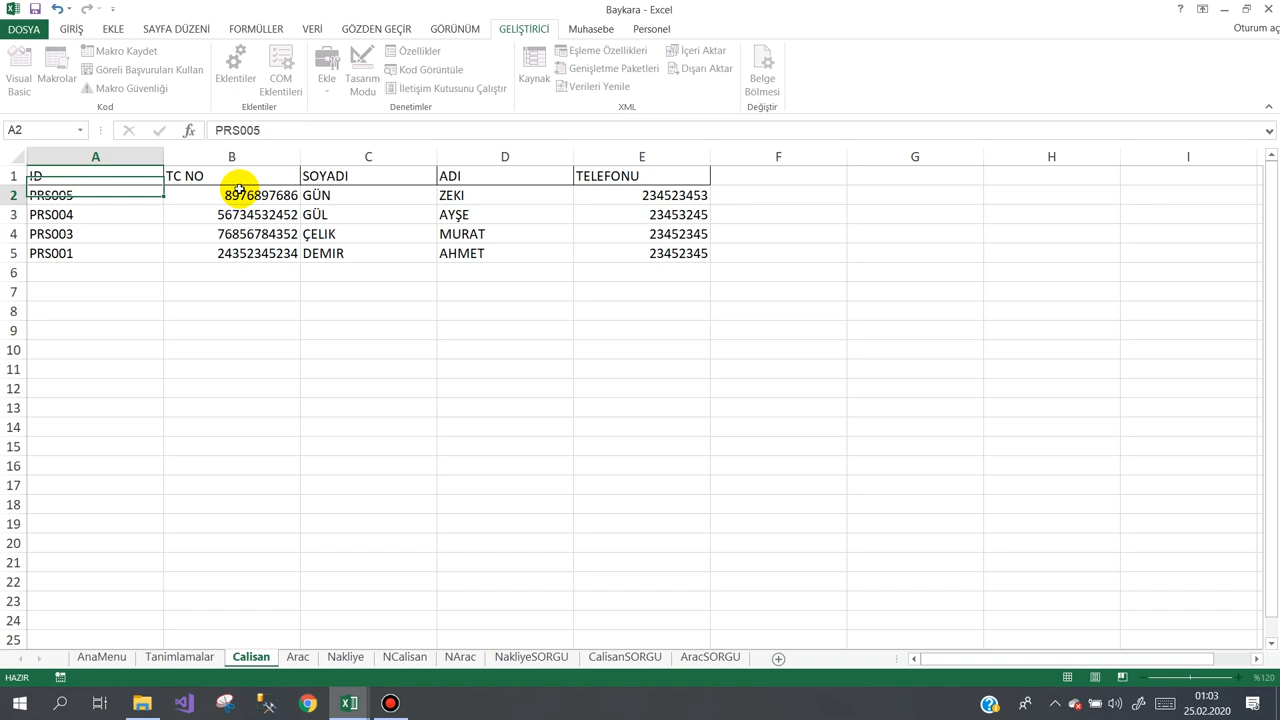 Baykara - Excel
?
DOSYA GİRİŞ EKLE SAYFA DÜZENİ FORMÜLLER VERİ GÖZDEN GEÇİR GÖRÜNÜM GELİŞTİRİCİ Muhasebe Personel Oturum aç
Visual Basic
Makrolar
Makro Kaydet
Göreli Başvuruları Kullan
Makro Güvenliği
Kod
Eklentiler
COM Eklentileri
Eklentiler
Ekle
Tasarım Modu
Özellikler
Kod Görüntüle
İletişim Kutusunu Çalıştır
Denetimler
Kaynak
Eşleme Özellikleri
Genişletme Paketleri
Verileri Yenile
İçeri Aktar
Dışarı Aktar
XML
Belge Bölmesi
Değiştir
A2 fx PRS005
A B C D E F G H I
1 ID TC NO SOYADI ADI TELEFONU
2 PRS005 8976897686 GÜN ZEKI 234523453
3 PRS004 56734532452 GÜL AYŞE 23453245
4 PRS003 76856784352 ÇELIK MURAT 23452345
5 PRS001 24352345234 DEMIR AHMET 23452345
6
7
8
9
10
11
12
13
14
15
16
17
18
19
20
21
22
23
24
25
AnaMenu Tanimlamalar Calisan Arac Nakliye NCalisan NArac NakliyeSORGU CalisanSORGU AracSORGU
HAZIR %120
01:03
25.02.2020